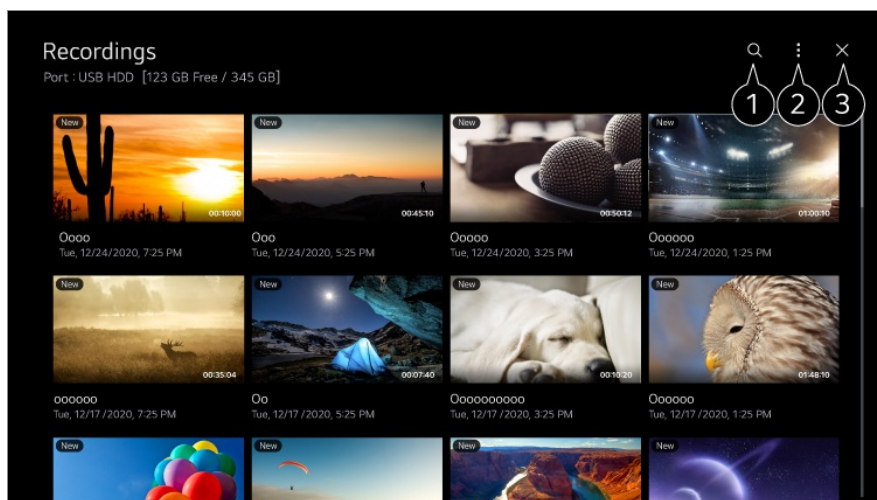 Recordings
Port : USB HDD [123 GB Free / 345 GB]
1 2 3
New New New New
00:10:00 00:45:10 00:50:12 01:00:10
Oooo Ooo Ooooo Oooooo
Tue, 12/24/2020, 7:25 PM Tue, 12/24/2020, 5:25 PM Tue, 12/24/2020, 3:25 PM Tue, 12/24/2020, 1:25 PM
New New New New
00:35:04 00:07:40 00:10:20 01:48:10
oooooo Oo Oooooooooo Oooooo
Tue, 12/17/2020, 7:25 PM Tue, 12/17/2020, 5:25 PM Tue, 12/17/2020, 3:25 PM Tue, 12/17/2020, 1:25 PM
New New New New